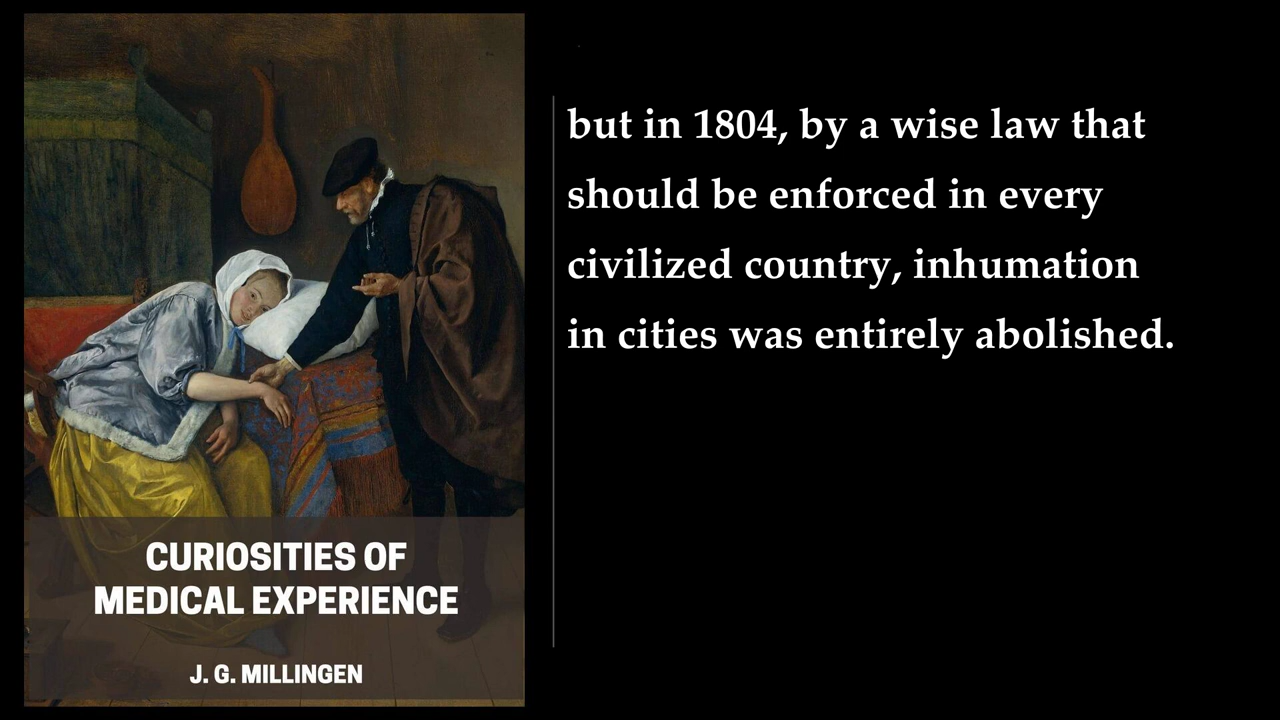 but in 1804, by a wise law that
should be enforced in every
civilized country, inhumation
in cities was entirely abolished.
CURIOSITIES OF
MEDICAL EXPERIENCE
J. G. MILLINGEN